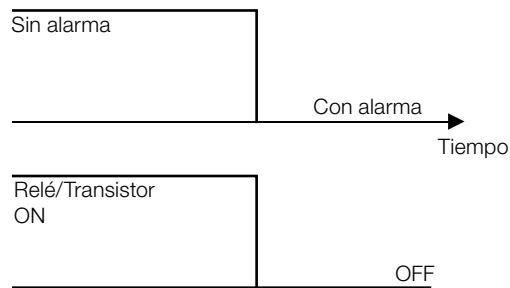 Sin alarma
Con alarma
Tiempo
Relé/Transistor
ON
OFF